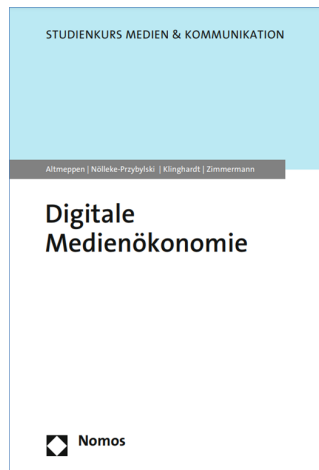 STUDIENKURS MEDIEN & KOMMUNIKATION
Altmeppen | Nölleke-Przybylski | Klinghardt | Zimmermann
Digitale
Medienökonomie
Nomos